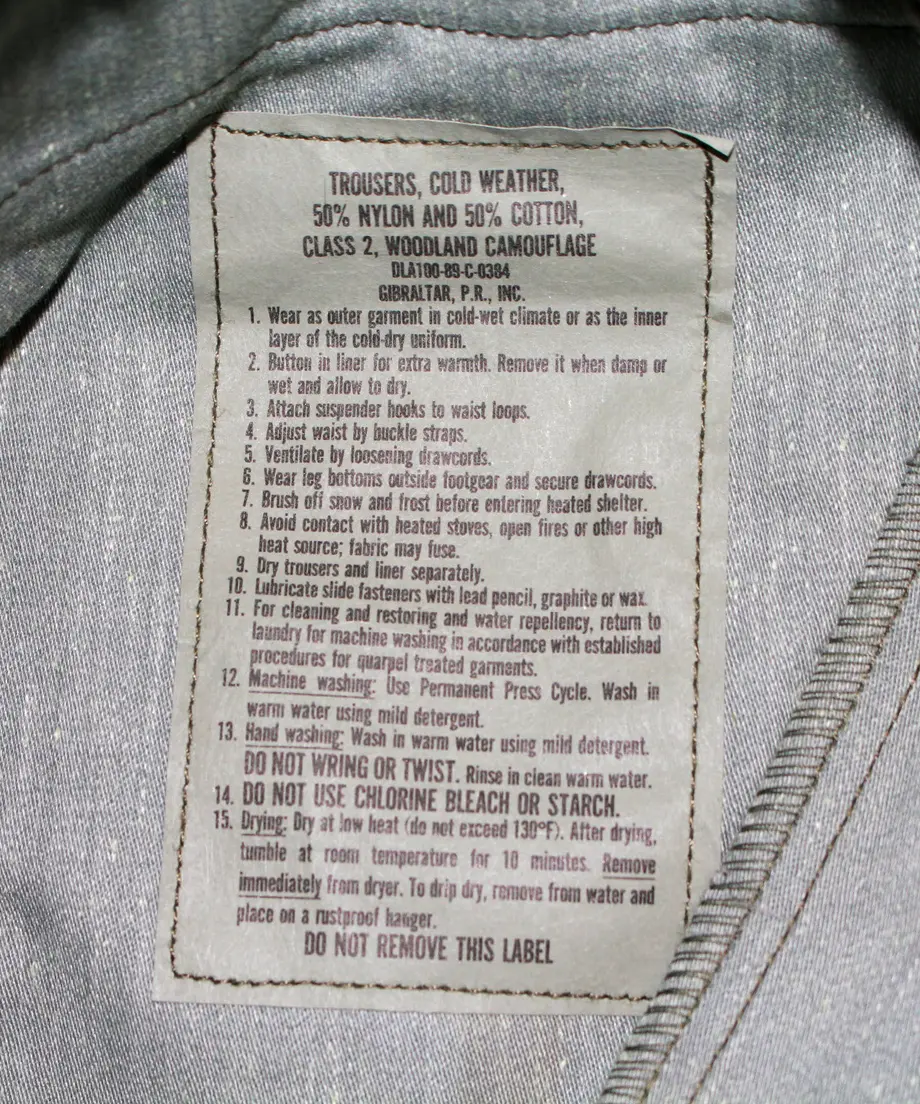 TROUSERS, COLD WEATHER,
50% NYLON AND 50% COTTON,
CLASS 2, WOODLAND CAMOUFLAGE
DLA100-89-C-0384
GIBRALTAR, P.R., INC.
1. Wear as outer garment in cold-wet climate or as the inner
layer of the cold-dry uniform.
2. Button in liner for extra warmth. Remove it when damp or
wet and allow to dry.
3. Attach suspender hooks to waist loops.
4. Adjust waist by buckle straps.
5. Ventilate by loosening drawcords.
6. Wear leg bottoms outside footgear and secure drawcords.
7. Brush off snow and frost before entering heated shelter.
8. Avoid contact with heated stoves, open fires or other high
heat source; fabric may fuse.
9. Dry trousers and liner separately.
10. Lubricate slide fasteners with lead pencil, graphite or wax.
11. For cleaning and restoring and water repellency, return to
laundry for machine washing in accordance with established
procedures for quarpel treated garments.
12. Machine washing: Use Permanent Press Cycle. Wash in
warm water using mild detergent.
13. Hand washing: Wash in warm water using mild detergent.
DO NOT WRING OR TWIST. Rinse in clean warm water.
14. DO NOT USE CHLORINE BLEACH OR STARCH.
15. Drying: Dry at low heat (do not exceed 130°F). After drying,
tumble at room temperature for 10 minutes. Remove
immediately from dryer. To drip dry, remove from water and
place on a rustproof hanger.
DO NOT REMOVE THIS LABEL